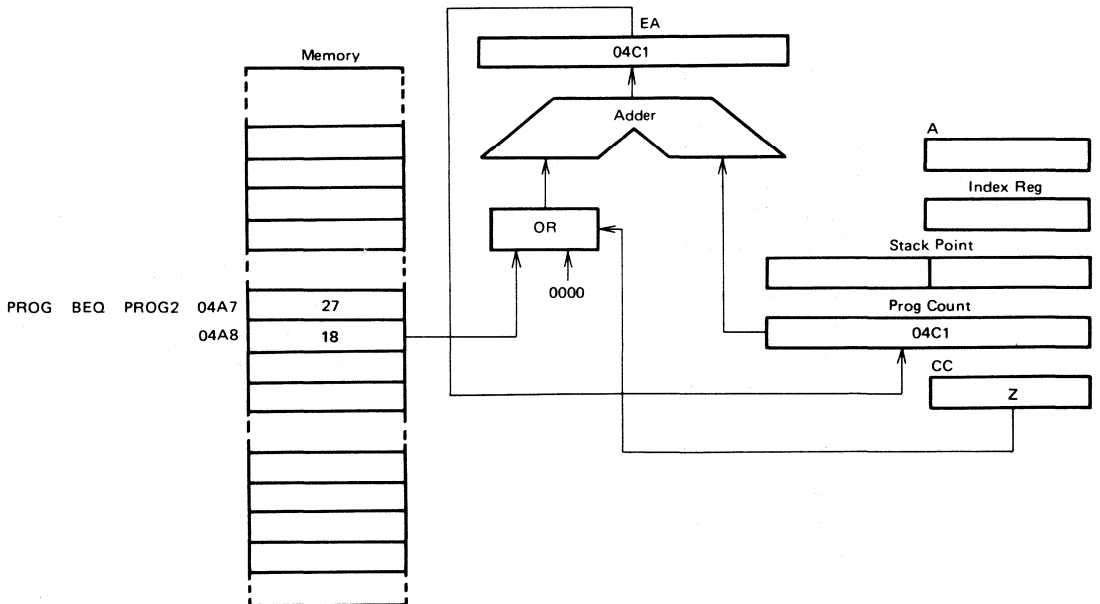 EA
04C1
Memory
Adder
A
Index Reg
OR
Stack Point
0000
PROG BEQ PROG2 04A7 27
Prog Count
04A8 18
04C1
CC
Z